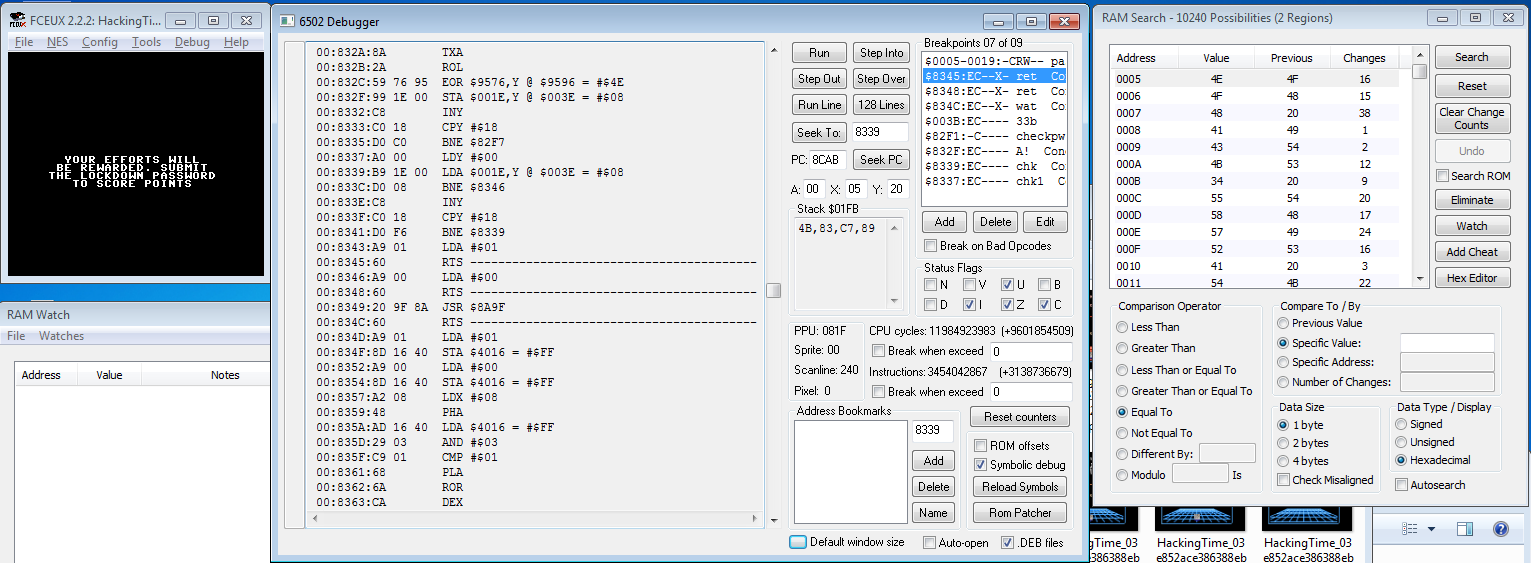 FCEUX 2.2.2: HackingTi...
File NES Config Tools Debug Help
YOUR EFFORTS WILL
BE REWARDED. SUBMIT
THE LOCKDOWN PASSWORD
TO SCORE POINTS
RAM Watch
File Watches
Address Value Notes
6502 Debugger
00:832A:8A TXA
00:832B:2A ROL
00:832C:59 76 95 EOR $9576,Y @ $9596 = #$4E
00:832F:99 1E 00 STA $001E,Y @ $003E = #$08
00:8332:C8 INY
00:8333:C0 18 CPY #$18
00:8335:D0 C0 BNE $82F7
00:8337:A0 00 LDY #$00
00:8339:B9 1E 00 LDA $001E,Y @ $003E = #$08
00:833C:D0 08 BNE $8346
00:833E:C8 INY
00:833F:C0 18 CPY #$18
00:8341:D0 F6 BNE $8339
00:8343:A9 01 LDA #$01
00:8345:60 RTS -----------------------------------------
00:8346:A9 00 LDA #$00
00:8348:60 RTS -----------------------------------------
00:8349:20 9F 8A JSR $8A9F
00:834C:60 RTS -----------------------------------------
00:834D:A9 01 LDA #$01
00:834F:8D 16 40 STA $4016 = #$FF
00:8352:A9 00 LDA #$00
00:8354:8D 16 40 STA $4016 = #$FF
00:8357:A2 08 LDX #$08
00:8359:48 PHA
00:835A:AD 16 40 LDA $4016 = #$FF
00:835D:29 03 AND #$03
00:835F:C9 01 CMP #$01
00:8361:68 PLA
00:8362:6A ROR
00:8363:CA DEX
Run Step Into
Step Out Step Over
Run Line 128 Lines
Seek To: 8339
PC: 8CAB Seek PC
A: 00 X: 05 Y: 20
Stack $01FB
4B,83,C7,89
Breakpoints 07 of 09
$0005-0019:-CRW-- pa
$8345:EC--X- ret Co
$8348:EC--X- ret Co
$834C:EC--X- wat Co
$003B:EC---- 33b
$82F1:-C---- checkpw
$832F:EC---- A! Con
$8339:EC---- chk Co
$8337:EC---- chk1 C
Add Delete Edit
Break on Bad Opcodes
Status Flags
N V U B
D I Z C
PPU: 081F
Sprite: 00
Scanline: 240
Pixel: 0
CPU cycles: 11984923983 (+9601854509)
Break when exceed 0
Instructions: 3454042867 (+3138736679)
Break when exceed 0
Address Bookmarks
8339
Add
Delete
Name
Reset counters
ROM offsets
Symbolic debug
Reload Symbols
Rom Patcher
Default window size Auto-open .DEB files
RAM Search - 10240 Possibilities (2 Regions)
Address Value Previous Changes
0005 4E 4F 16
0006 4F 48 15
0007 48 20 38
0008 41 49 1
0009 43 54 2
000A 4B 53 12
000B 34 20 9
000C 55 54 20
000D 58 48 17
000E 57 49 24
000F 52 53 16
0010 41 20 3
0011 54 4B 22
Search
Reset
Clear Change
Counts
Undo
Search ROM
Eliminate
Watch
Add Cheat
Hex Editor
Comparison Operator
Less Than
Greater Than
Less Than or Equal To
Greater Than or Equal To
Equal To
Not Equal To
Different By:
Modulo Is
Compare To / By
Previous Value
Specific Value:
Specific Address:
Number of Changes:
Data Size
1 byte
2 bytes
4 bytes
Check Misaligned
Data Type / Display
Signed
Unsigned
Hexadecimal
Autosearch
ngTime_03 HackingTime_03 HackingTime_03
ce386388eb e852ace386388eb e852ace386388eb